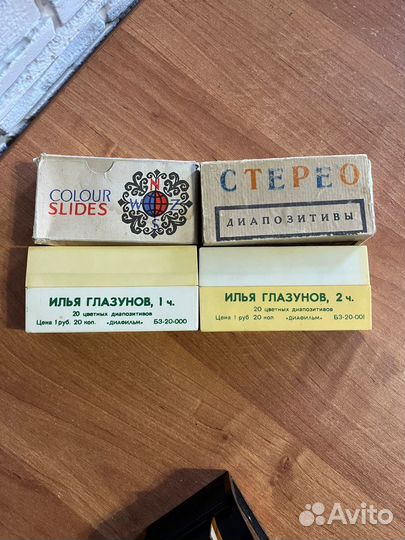 COLOUR
SLIDES
N
W Z
S
СТЕРЕО
ДИАПОЗИТИВЫ
ИЛЬЯ ГЛАЗУНОВ, 1 ч.
20 цветных диапозитивов
Цена 1 руб. 20 коп. «ДИАФИЛЬМ» БЗ-20-000
ИЛЬЯ ГЛАЗУНОВ, 2 ч.
20 цветных диапозитивов
Цена 1 руб 20 коп «ДИАФИЛЬМ» БЗ-20-001
Avito